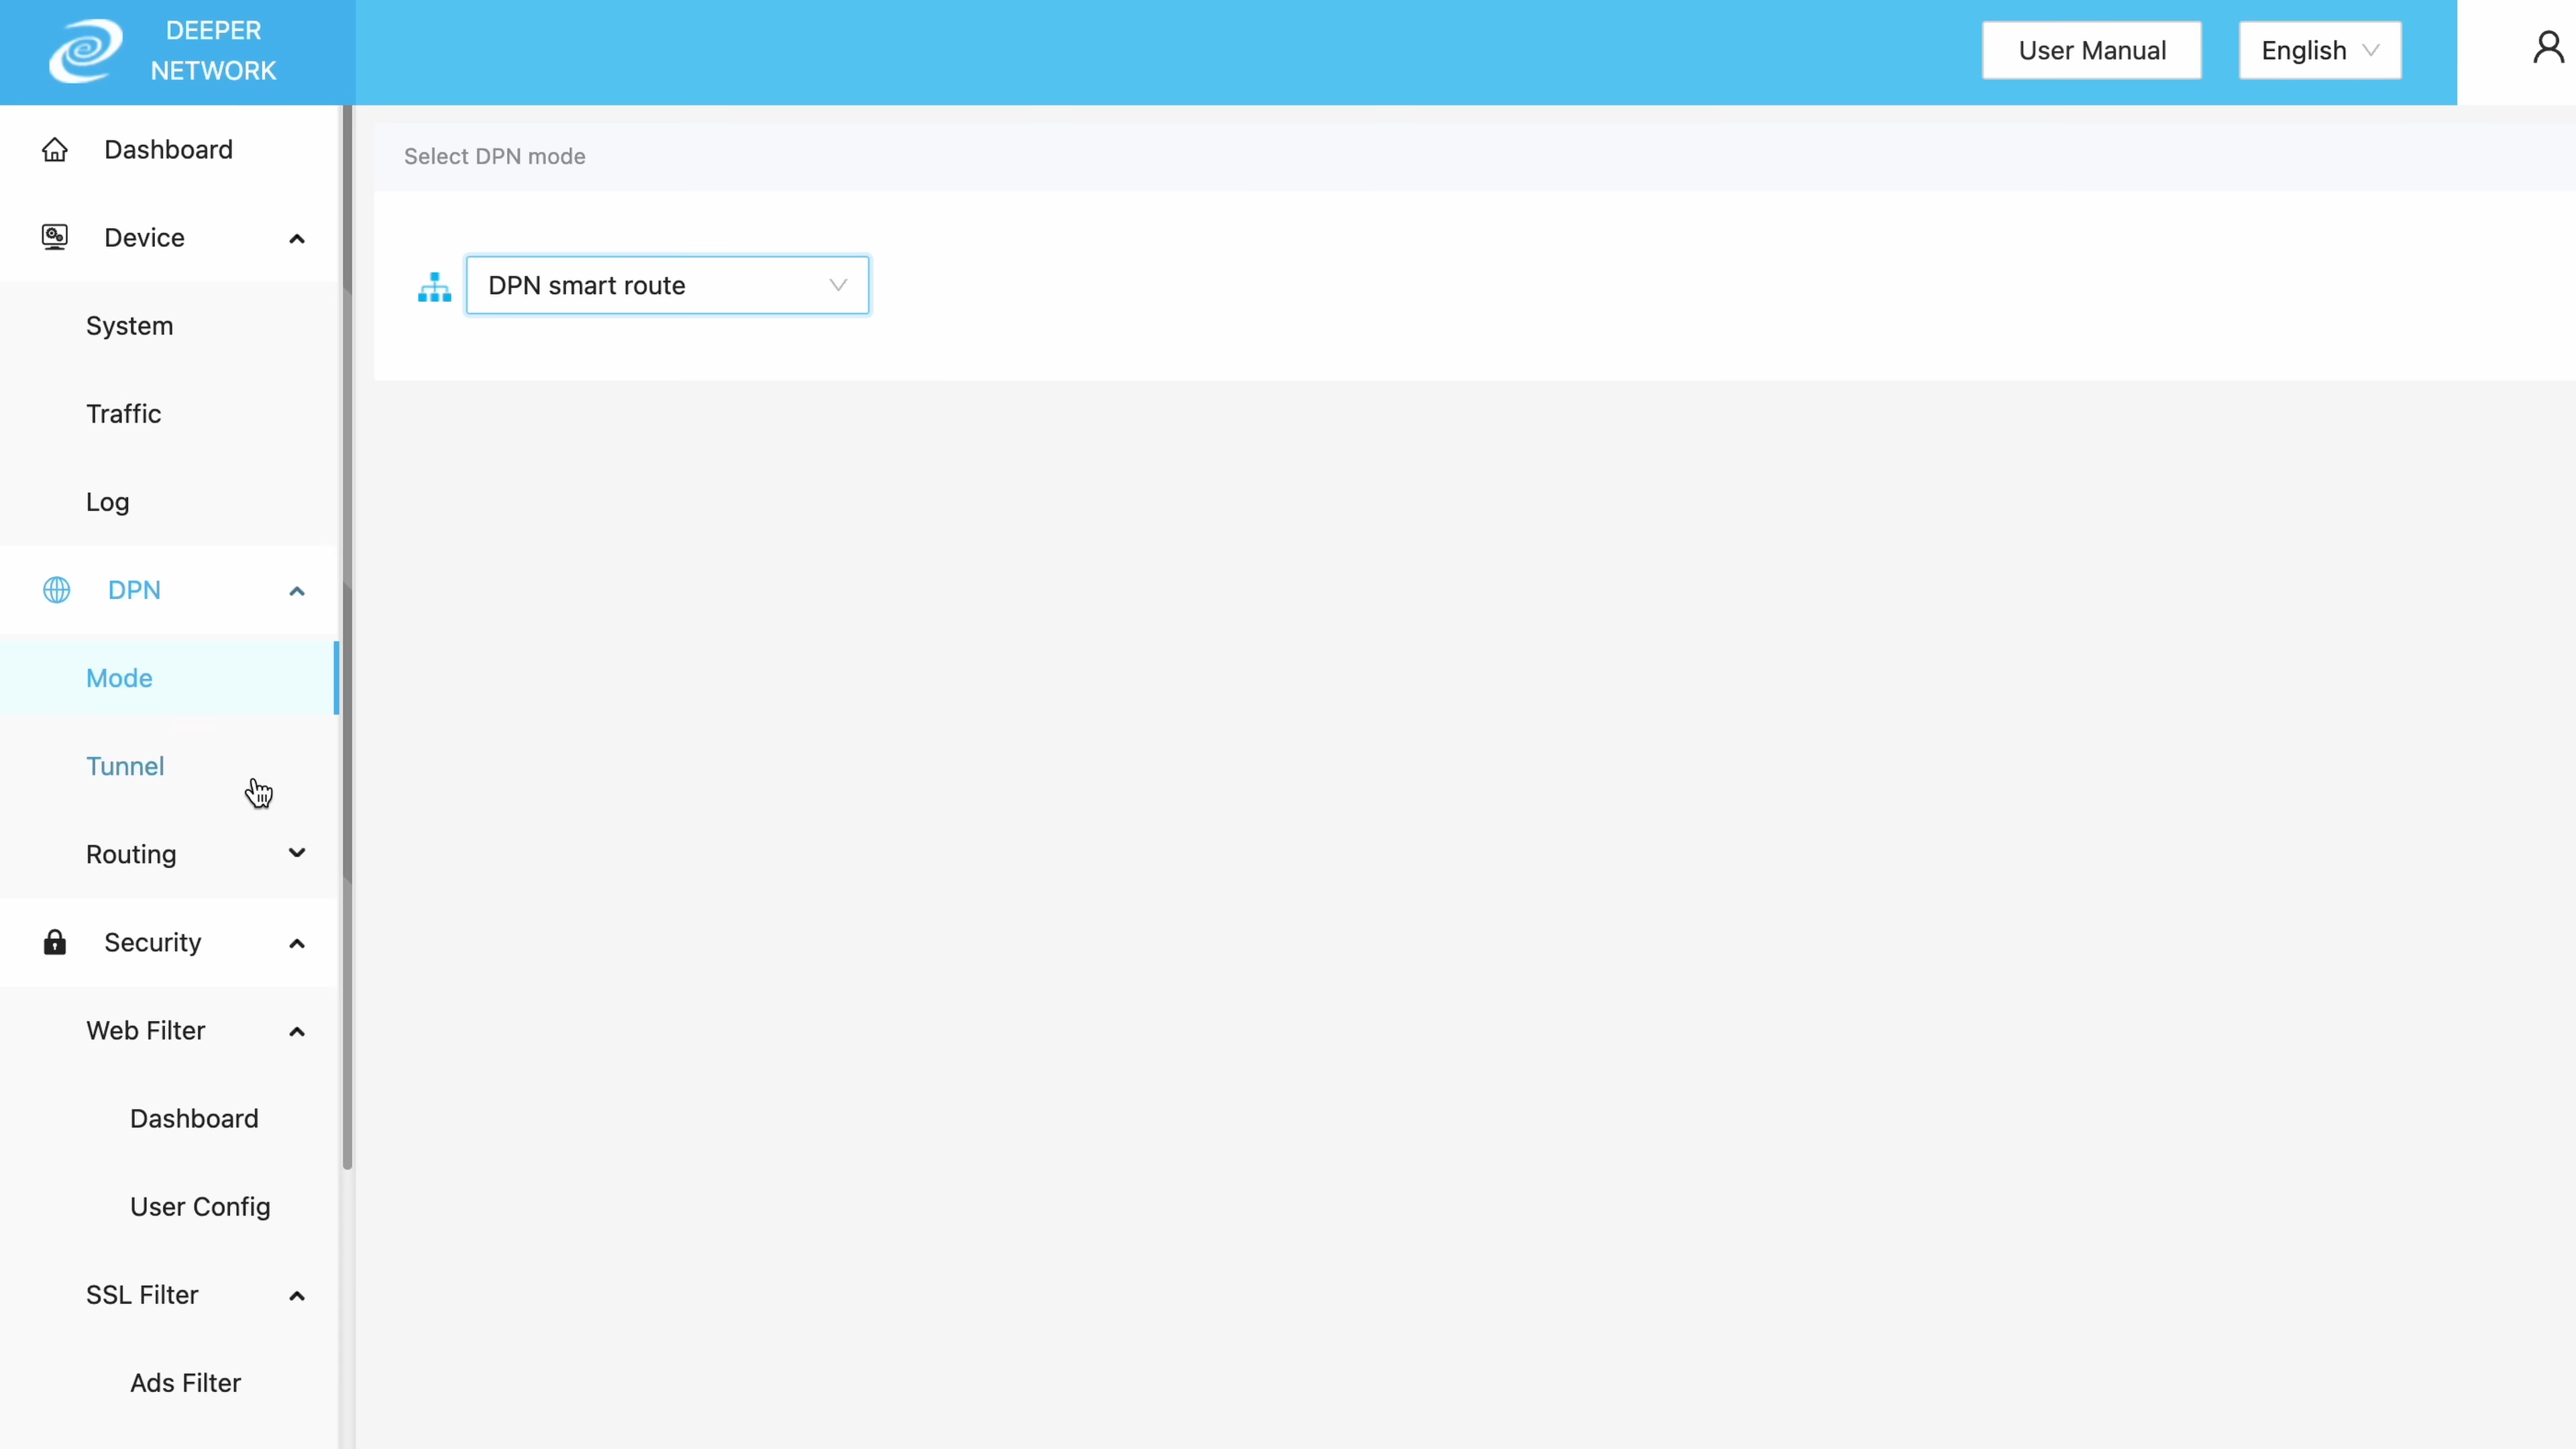 DEEPER
NETWORK
User Manual
English
Dashboard
Device
System
Traffic
Log
DPN
Mode
Tunnel
Routing
Security
Web Filter
Dashboard
User Config
SSL Filter
Ads Filter
Select DPN mode
DPN smart route